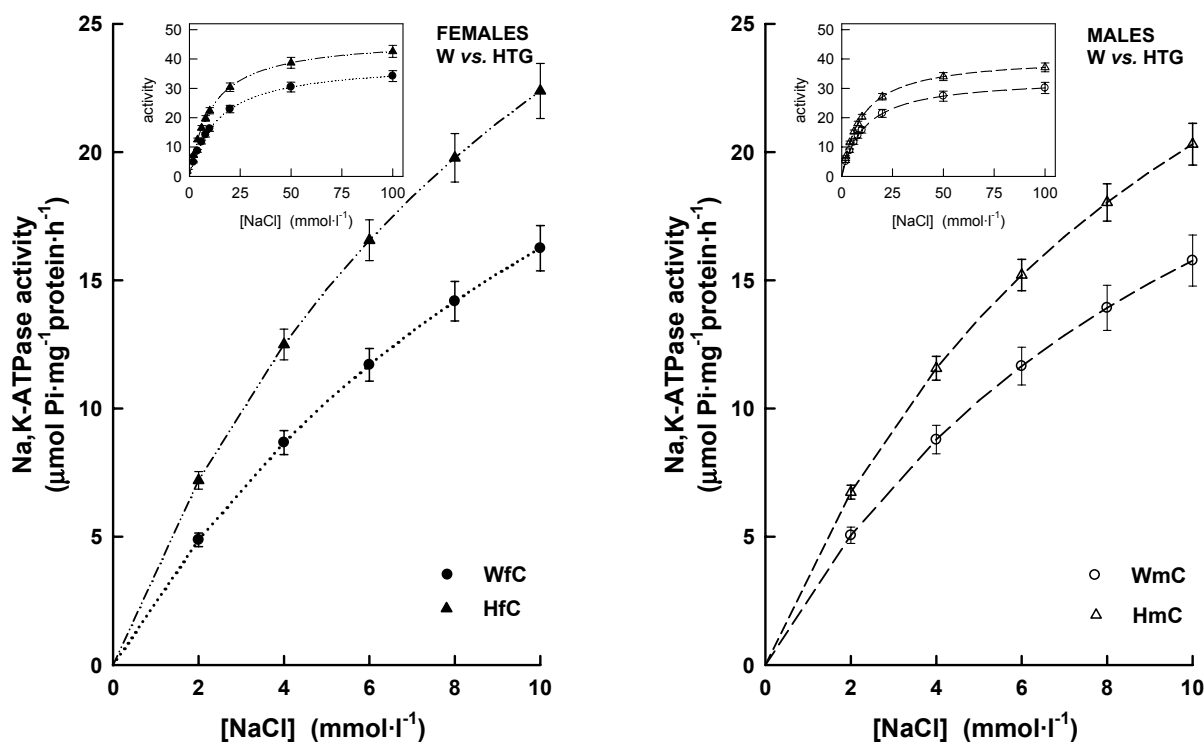 FEMALES
W vs. HTG
50
40
30
20
10
0
activity
0 25 50 75 100
[NaCl] (mmol·l⁻¹)
25
20
15
10
5
0
Na,K-ATPase activity
(µmol Pi·mg⁻¹protein·h⁻¹)
WfC
HfC
0 2 4 6 8 10
[NaCl] (mmol·l⁻¹)
MALES
W vs. HTG
50
40
30
20
10
0
activity
0 25 50 75 100
[NaCl] (mmol·l⁻¹)
25
20
15
10
5
0
Na,K-ATPase activity
(µmol Pi·mg⁻¹protein·h⁻¹)
WmC
HmC
0 2 4 6 8 10
[NaCl] (mmol·l⁻¹)